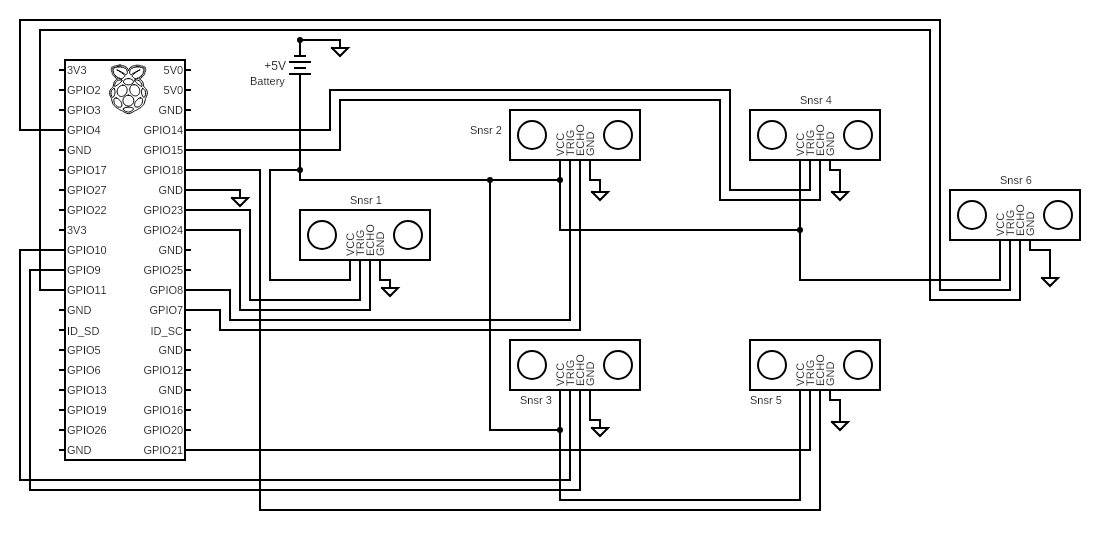 3V3
GPIO2
GPIO3
GPIO4
GND
GPIO17
GPIO27
GPIO22
3V3
GPIO10
GPIO9
GPIO11
GND
ID_SD
GPIO5
GPIO6
GPIO13
GPIO19
GPIO26
GND
5V0
5V0
GND
GPIO14
GPIO15
GPIO18
GND
GPIO23
GPIO24
GND
GPIO25
GPIO8
GPIO7
ID_SC
GND
GPIO12
GND
GPIO16
GPIO20
GPIO21
+5V
Battery
Snsr 1
VCC
TRIG
ECHO
GND
Snsr 2
VCC
TRIG
ECHO
GND
Snsr 3
VCC
TRIG
ECHO
GND
Snsr 4
VCC
TRIG
ECHO
GND
Snsr 5
VCC
TRIG
ECHO
GND
Snsr 6
VCC
TRIG
ECHO
GND